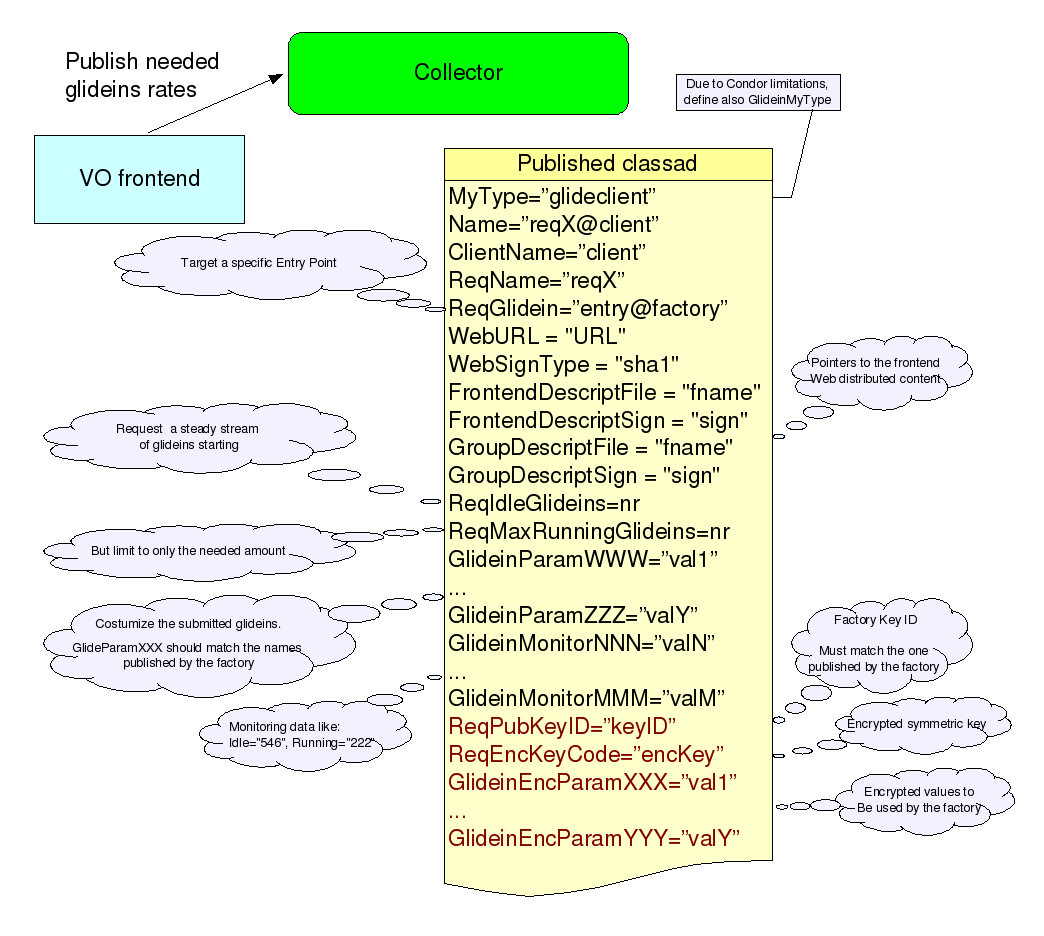 Publish needed
glideins rates
Collector
Due to Condor limitations,
define also GlideinMyType
VO frontend
Published classad
MyType=”glideclient”
Name=”reqX@client”
ClientName=”client”
ReqName=”reqX”
ReqGlidein=”entry@factory”
WebURL = "URL"
WebSignType = "sha1"
FrontendDescriptFile = "fname"
FrontendDescriptSign = "sign"
GroupDescriptFile = "fname"
GroupDescriptSign = "sign"
ReqIdleGlideins=nr
ReqMaxRunningGlideins=nr
GlideinParamWWW=”val1”
...
GlideinParamZZZ=”valY”
GlideinMonitorNNN=”valN”
...
GlideinMonitorMMM=”valM”
ReqPubKeyID=”keyID”
ReqEncKeyCode=”encKey”
GlideinEncParamXXX=”val1”
...
GlideinEncParamYYY=”valY”
Target a specific Entry Point
Request a steady stream
of glideins starting
But limit to only the needed amount
Costumize the submitted glideins.
GlideParamXXX should match the names
published by the factory
Monitoring data like:
Idle="546", Running="222"
Pointers to the frontend
Web distributed content
Factory Key ID
Must match the one
published by the factory
Encrypted symmetric key
Encrypted values to
Be used by the factory